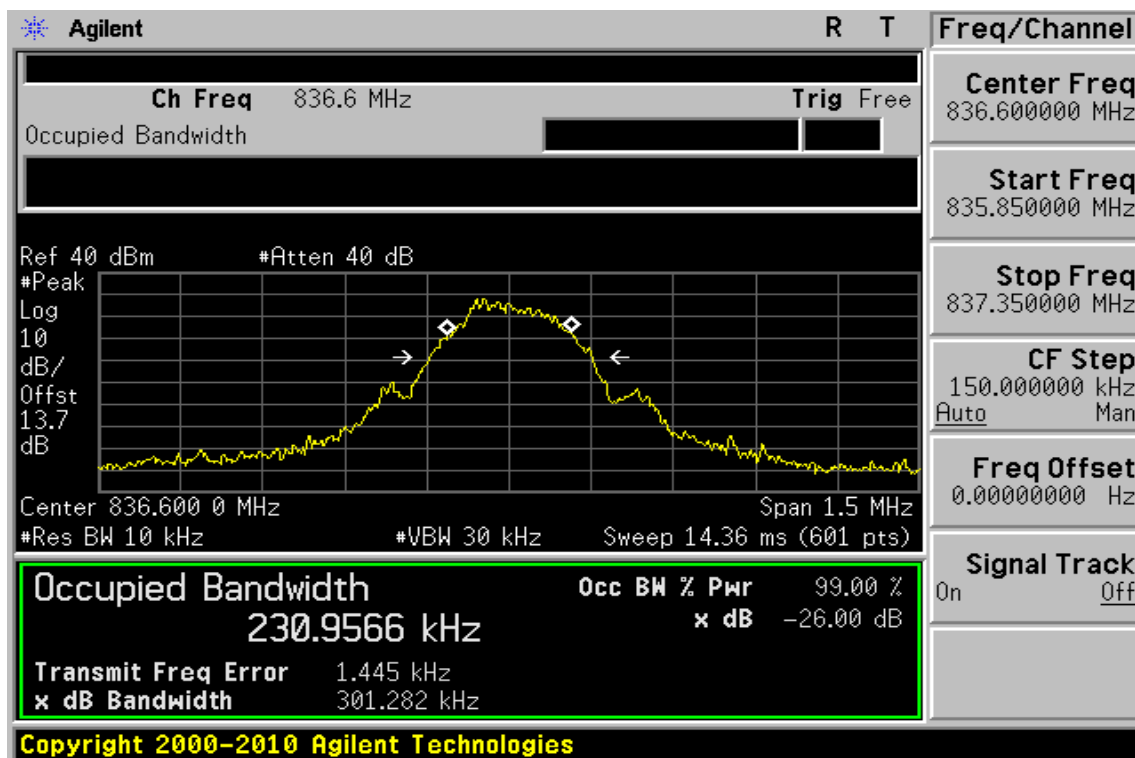 Agilent R T
Freq/Channel
Ch Freq 836.6 MHz Trig Free
Occupied Bandwidth
Center Freq
836.600000 MHz
Start Freq
835.850000 MHz
Stop Freq
837.350000 MHz
CF Step
150.000000 kHz
Auto Man
Freq Offset
0.00000000 Hz
Signal Track
On Off
Ref 40 dBm #Atten 40 dB
#Peak
Log
10
dB/
Offst
13.7
dB
Center 836.600 0 MHz Span 1.5 MHz
#Res BW 10 kHz #VBW 30 kHz Sweep 14.36 ms (601 pts)
Occupied Bandwidth
230.9566 kHz
Occ BW % Pwr 99.00 %
x dB -26.00 dB
Transmit Freq Error 1.445 kHz
x dB Bandwidth 301.282 kHz
Copyright 2000-2010 Agilent Technologies